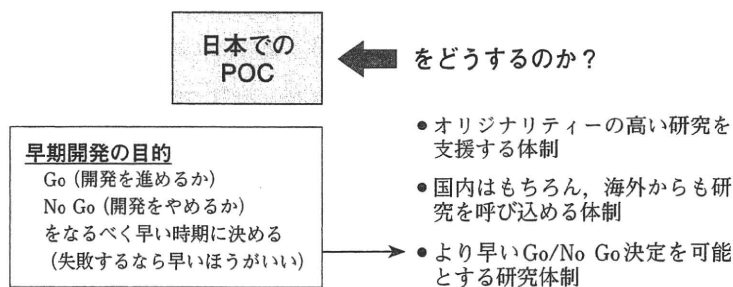 日本での
POC
をどうするのか？
早期開発の目的
Go (開発を進めるか)
No Go (開発をやめるか)
をなるべく早い時期に決める
(失敗するなら早いほうがいい)
●オリジナリティーの高い研究を
支援する体制
●国内はもちろん，海外からも研
究を呼び込める体制
●より早いGo/No Go決定を可能
とする研究体制